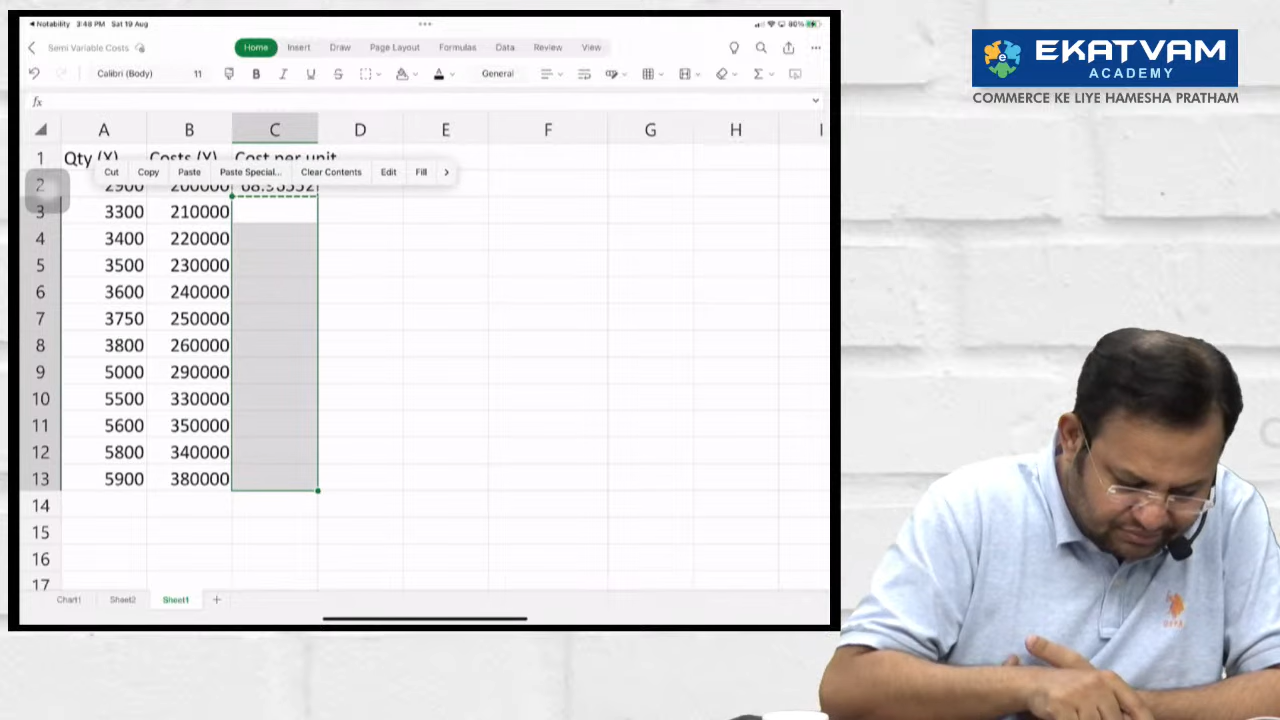 Notability 3:48 PM Sat 19 Aug 80%
Semi Variable Costs Home Insert Draw Page Layout Formulas Data Review View
Calibri (Body) 11 B I U S A General
fx
A B C D E F G H I
1 Qty (X) Costs (Y) Cost per unit
Cut Copy Paste Paste Special... Clear Contents Edit Fill
2 2900 200000 68.96552
3 3300 210000
4 3400 220000
5 3500 230000
6 3600 240000
7 3750 250000
8 3800 260000
9 5000 290000
10 5500 330000
11 5600 350000
12 5800 340000
13 5900 380000
14
15
16
17
Chart1 Sheet2 Sheet1
EKATVAM
ACADEMY
COMMERCE KE LIYE HAMESHA PRATHAM